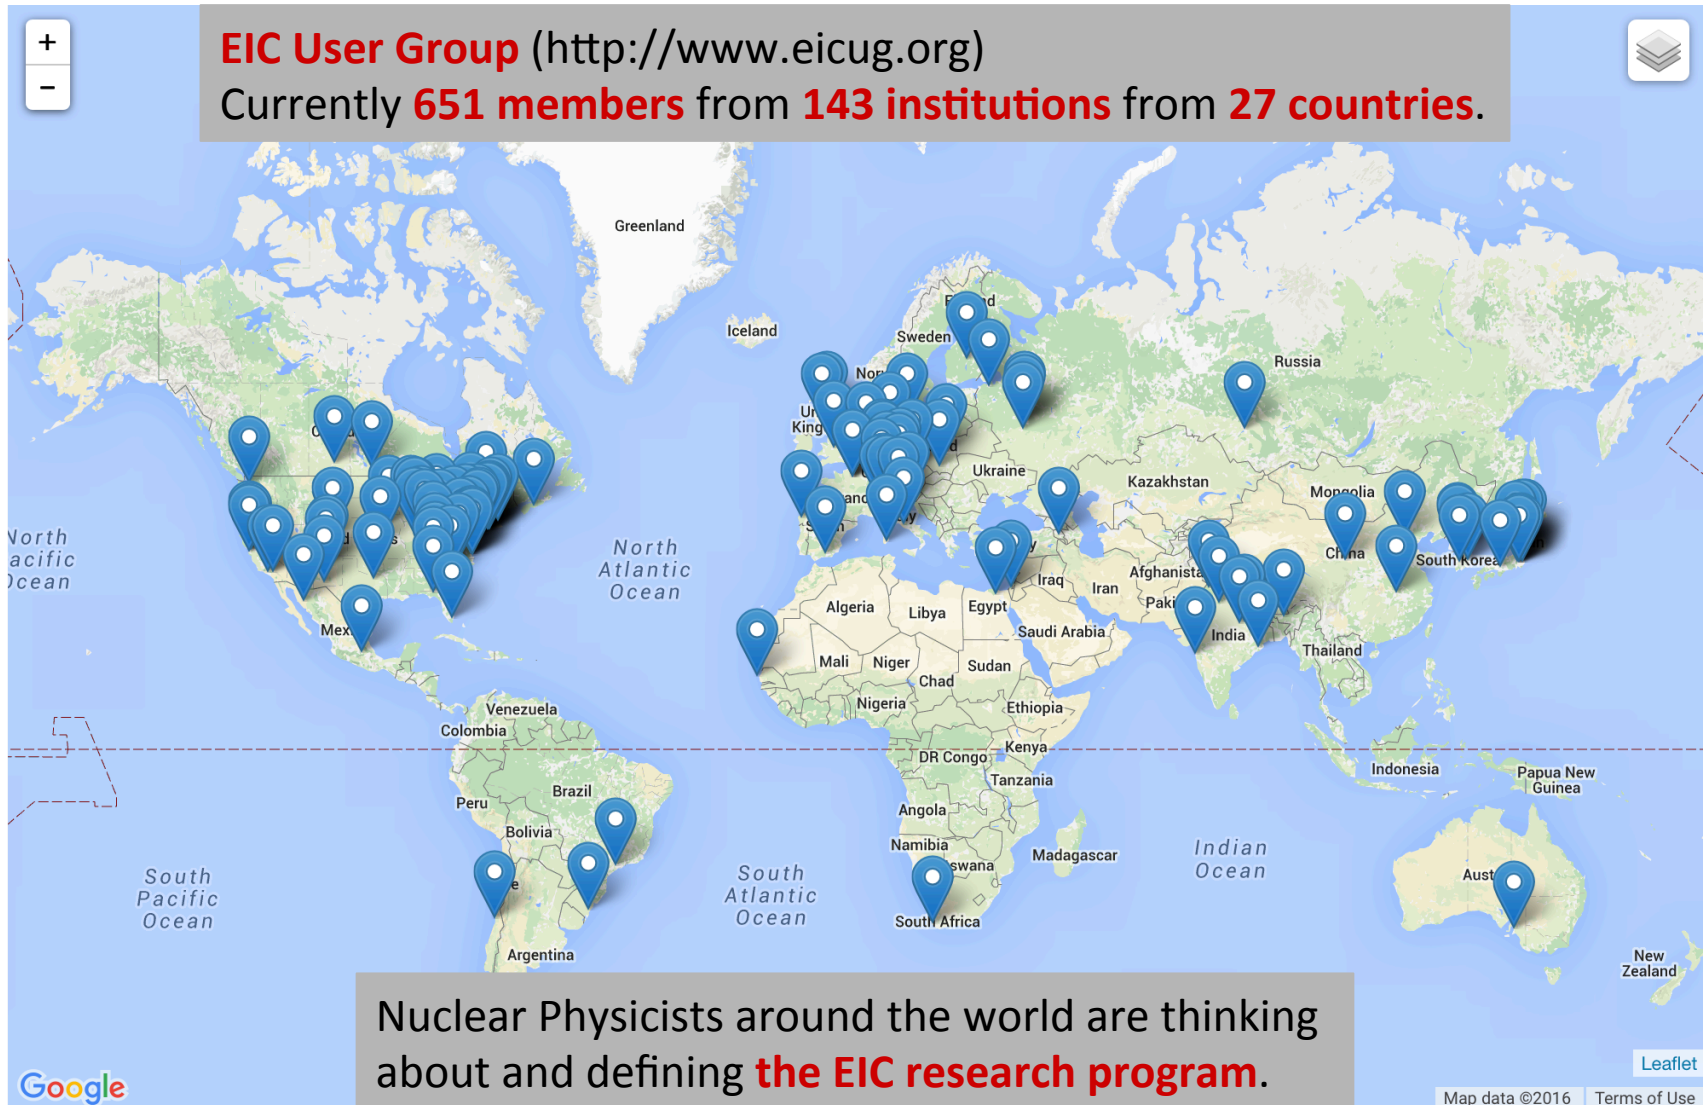 +
−
EIC User Group (http://www.eicug.org)
Currently 651 members from 143 institutions from 27 countries.
Greenland
Iceland
Sweden
Russia
Ukraine
Kazakhstan
Mongolia
North
Atlantic
Ocean
China
South Korea
Iraq
Iran
Algeria
Libya
Egypt
Saudi Arabia
India
Thailand
Mali
Niger
Chad
Sudan
Nigeria
Ethiopia
Venezuela
Colombia
DR Congo
Kenya
Tanzania
Indonesia
Papua New
Guinea
Peru
Brazil
Angola
Bolivia
Namibia
Madagascar
Indian
Ocean
South
Pacific
Ocean
South
Atlantic
Ocean
South Africa
Argentina
New
Zealand
Nuclear Physicists around the world are thinking
about and defining the EIC research program.
Google
Leaflet
Map data ©2016
Terms of Use